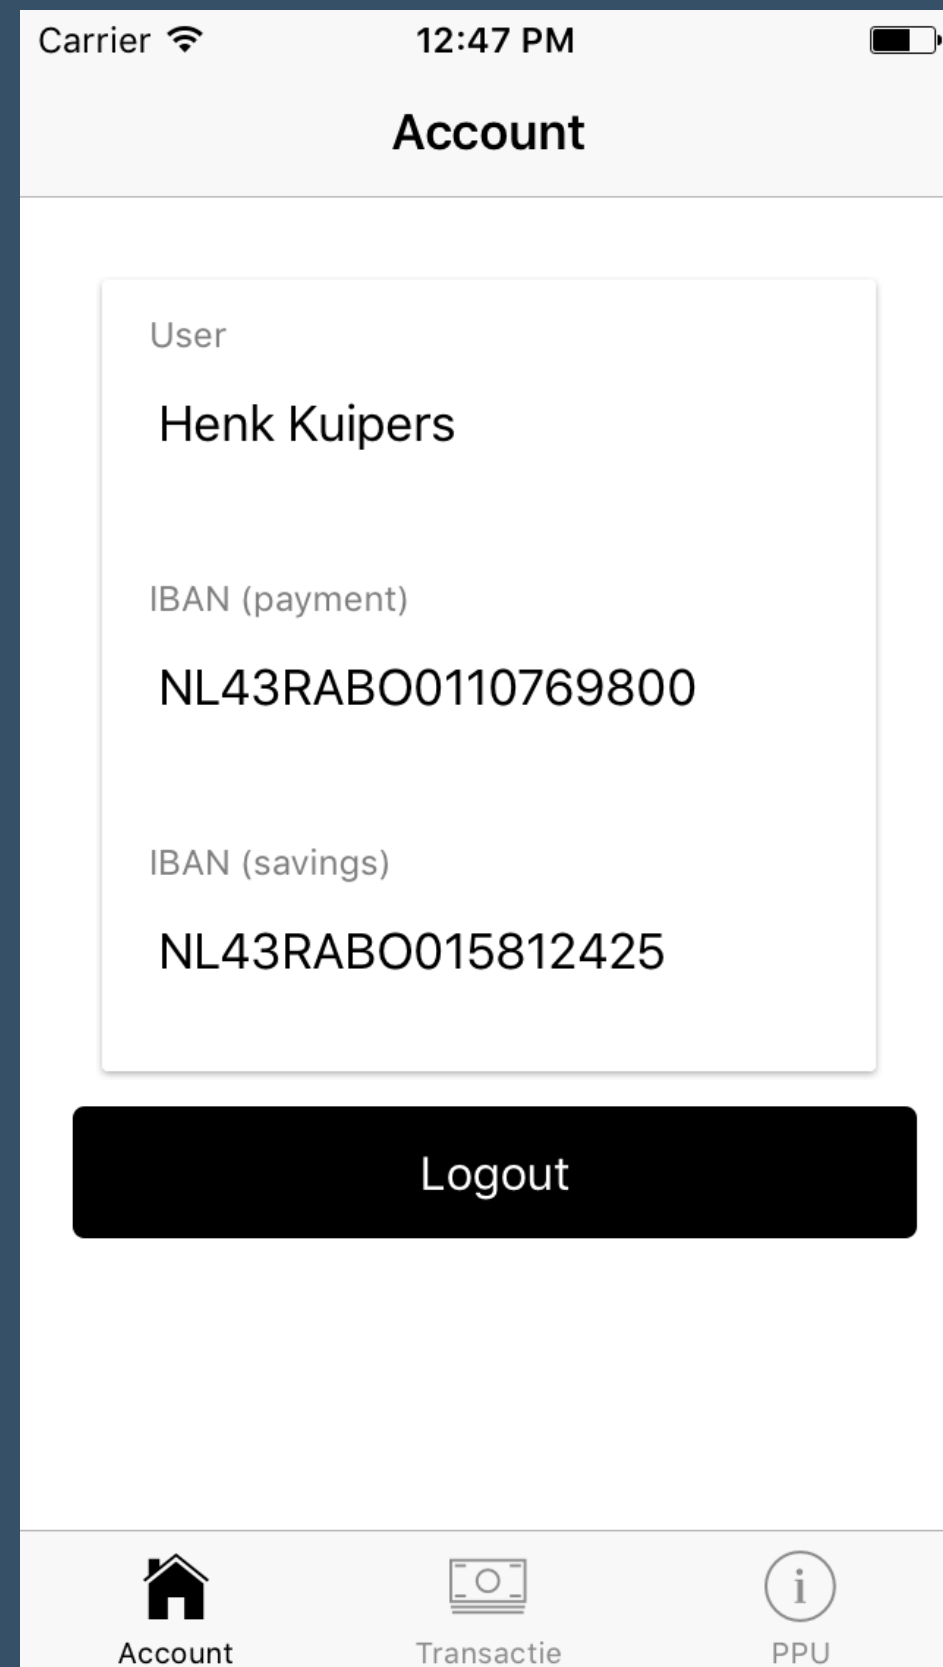 Carrier 12:47 PM
Account
User
Henk Kuipers
IBAN (payment)
NL43RABO0110769800
IBAN (savings)
NL43RABO015812425
Logout
Account Transactie PPU